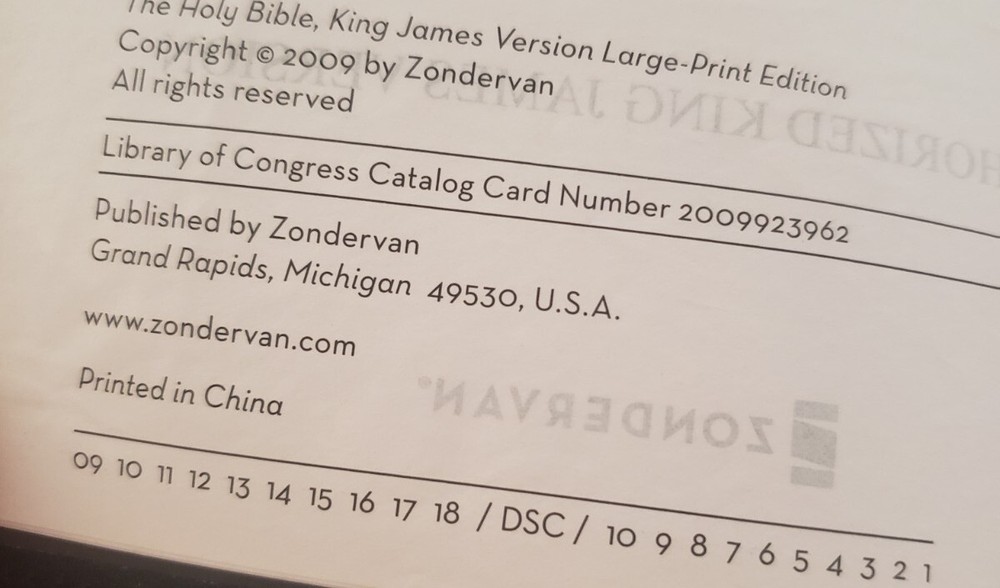 The Holy Bible, King James Version Large-Print Edition
Copyright © 2009 by Zondervan
All rights reserved
Library of Congress Catalog Card Number 2009923962
Published by Zondervan
Grand Rapids, Michigan 49530, U.S.A.
www.zondervan.com
Printed in China
ZONDERVAN®
09 10 11 12 13 14 15 16 17 18 / DSC / 10 9 8 7 6 5 4 3 2 1